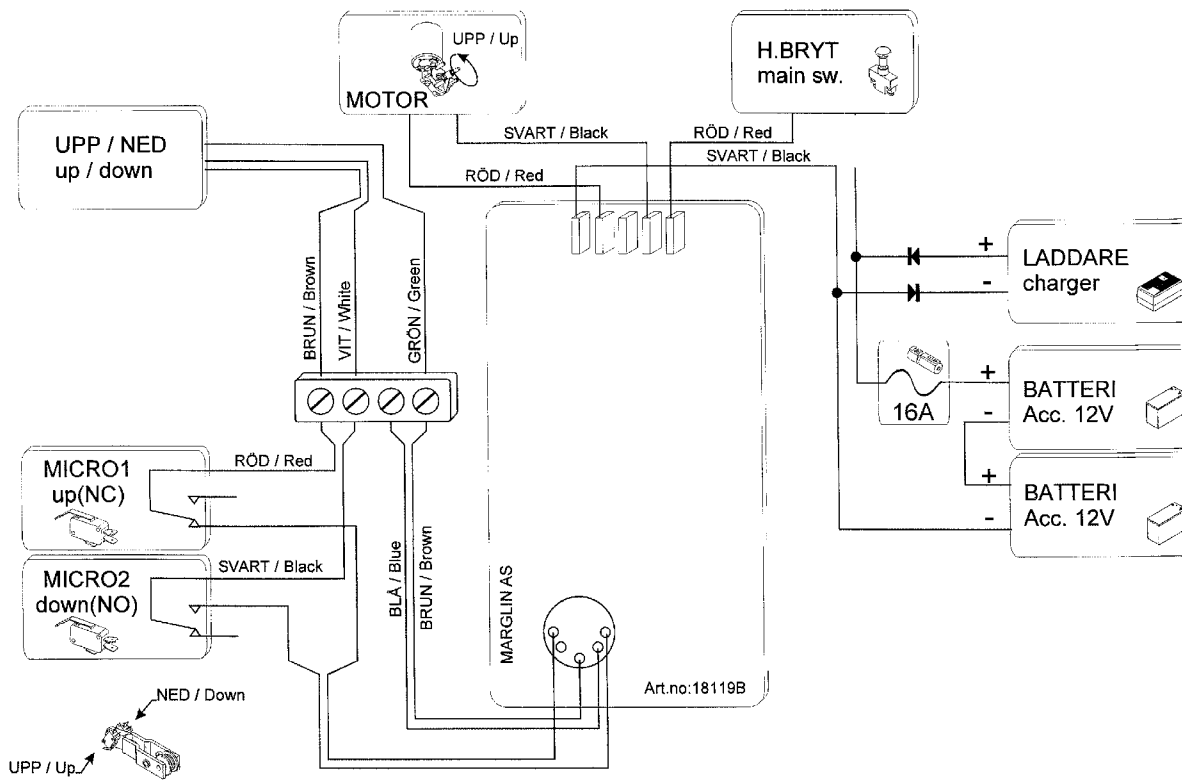 UPP / Up
MOTOR
H.BRYT
main sw.
UPP / NED
up / down
SVART / Black
RÖD / Red
RÖD / Red
SVART / Black
BRUN / Brown
VIT / White
GRÖN / Green
+
-
LADDARE
charger
16A
+
-
BATTERI
Acc. 12V
+
-
BATTERI
Acc. 12V
MICRO1
up(NC)
RÖD / Red
MICRO2
down(NO)
SVART / Black
BLÅ / Blue
BRUN / Brown
MARGLIN AS
Art.no:18119B
NED / Down
UPP / Up